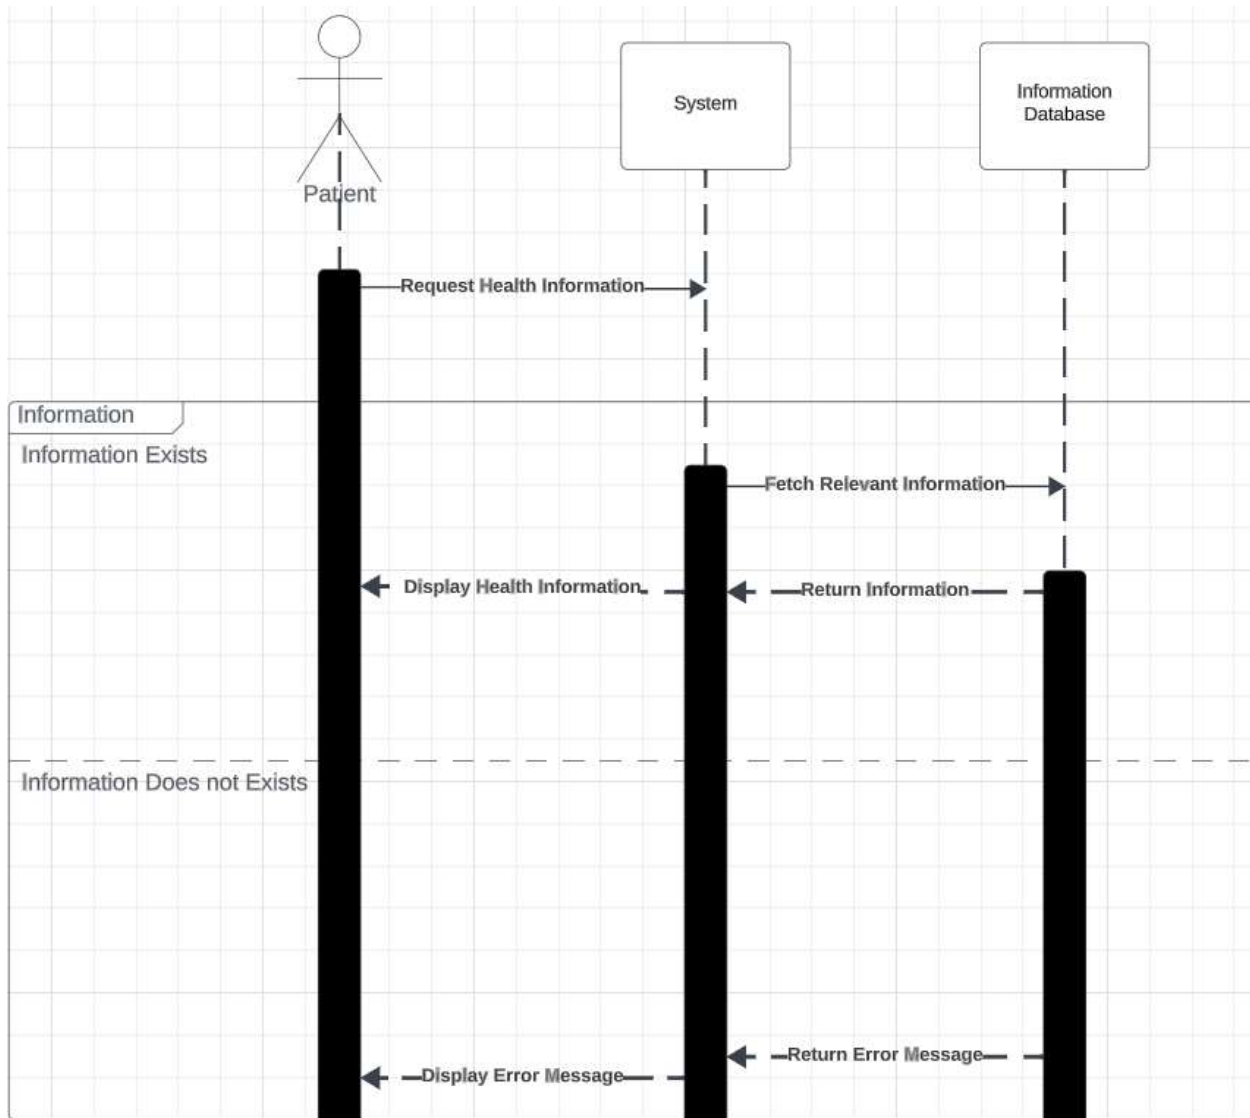 System
Information
Database
Patient
Request Health Information
Information
Information Exists
Fetch Relevant Information
Display Health Information
Return Information
Information Does not Exists
Return Error Message
Display Error Message